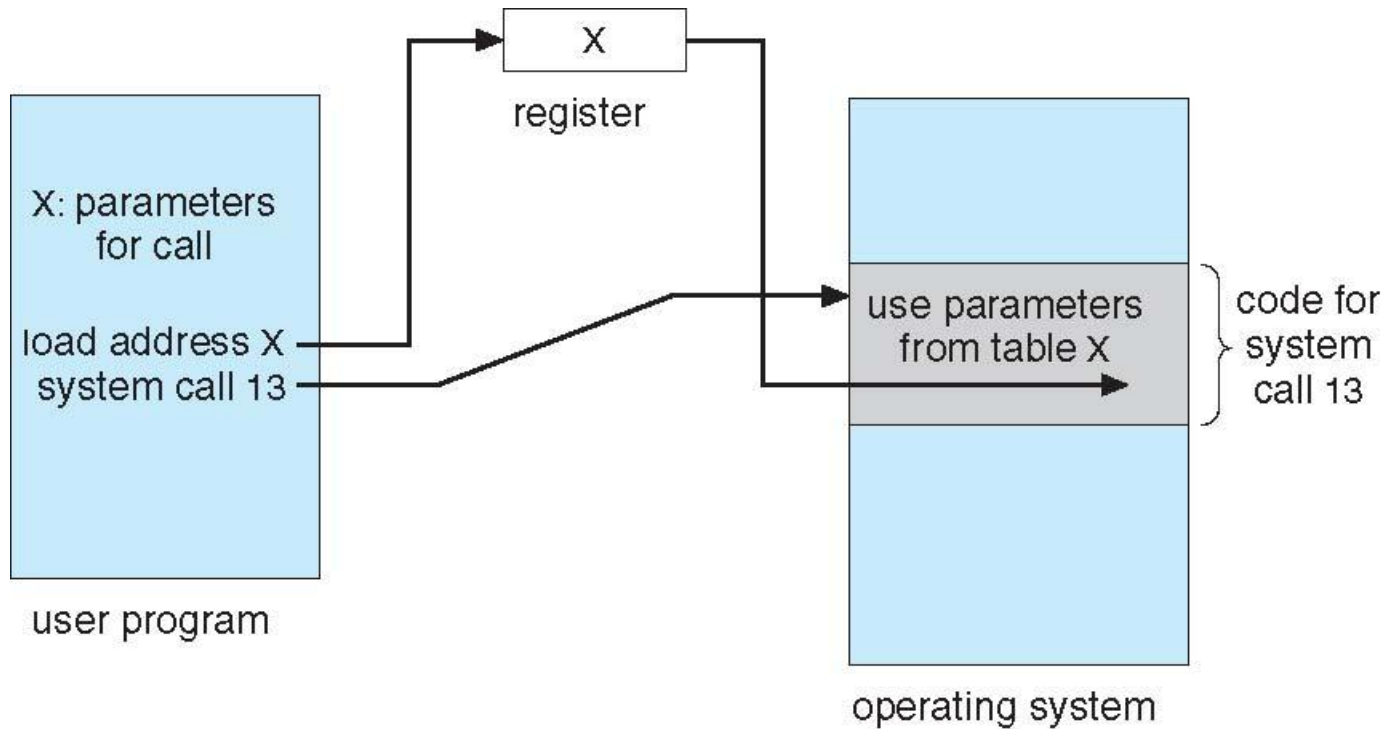 X
register
X: parameters
for call
load address X
system call 13
user program
use parameters
from table X
code for
system
call 13
operating system